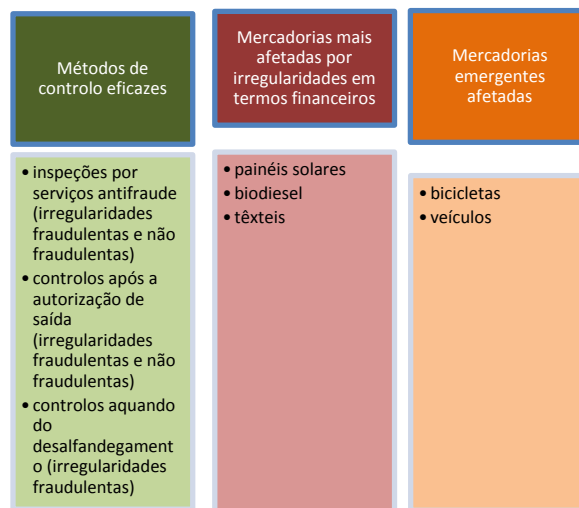 Métodos de
controlo eficazes
• inspeções por
serviços antifraude
(irregularidades
fraudulentas e não
fraudulentas)
• controlos após a
autorização de
saída
(irregularidades
fraudulentas e não
fraudulentas)
• controlos aquando
do
desalfandegament
o (irregularidades
fraudulentas)
Mercadorias mais
afetadas por
irregularidades em
termos financeiros
• painéis solares
• biodiesel
• têxteis
Mercadorias
emergentes
afetadas
• bicicletas
• veículos